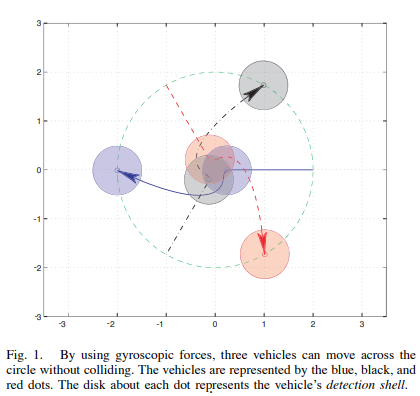 3
2
1
0
-1
-2
-3
-3 -2 -1 0 1 2 3
Fig. 1. By using gyroscopic forces, three vehicles can move across the
circle without colliding. The vehicles are represented by the blue, black, and
red dots. The disk about each dot represents the vehicle's detection shell.